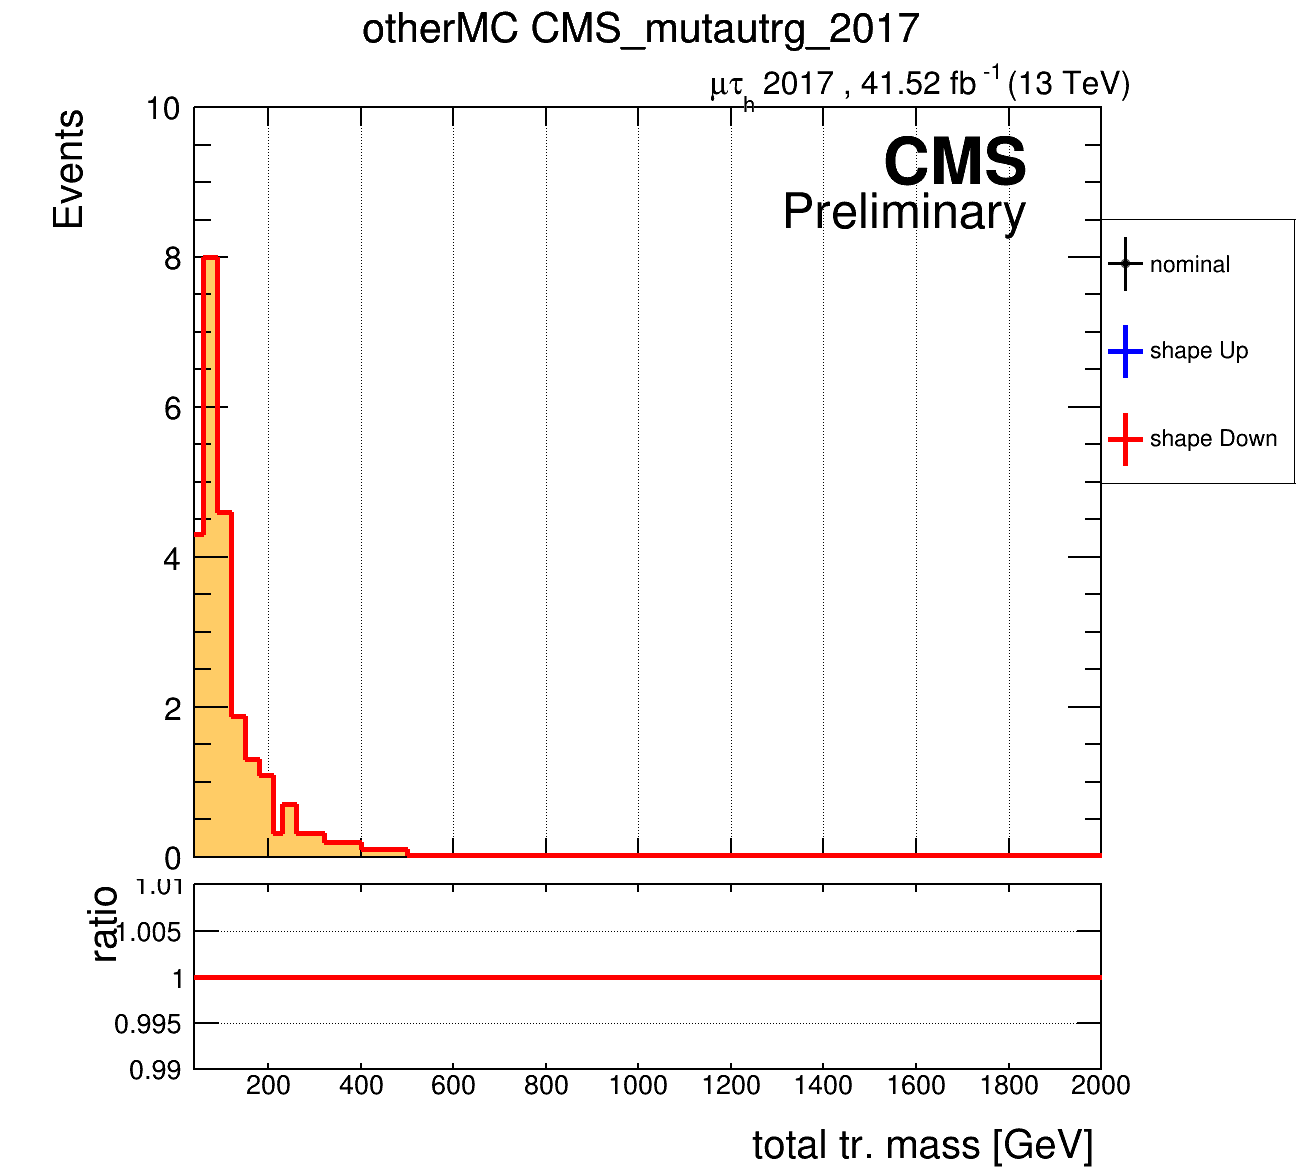 otherMC CMS_mutautrg_2017
μτh 2017 , 41.52 fb-1 (13 TeV)
Events
CMS
Preliminary
10
8
6
4
2
0
nominal
shape Up
shape Down
ratio
1.01
1.005
1
0.995
0.99
200 400 600 800 1000 1200 1400 1600 1800 2000
total tr. mass [GeV]